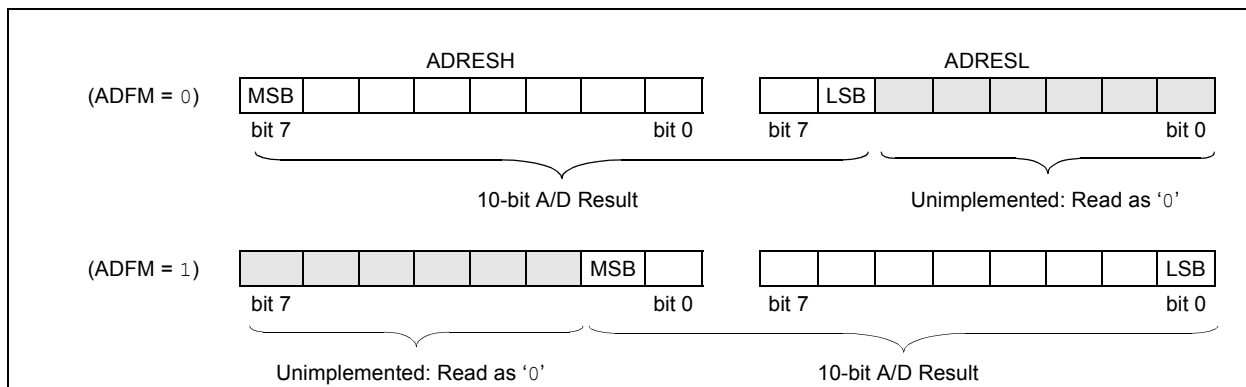 ADRESH ADRESL
(ADFM = 0) MSB LSB
bit 7 bit 0 bit 7 bit 0
10-bit A/D Result Unimplemented: Read as ‘0’
(ADFM = 1) MSB LSB
bit 7 bit 0 bit 7 bit 0
Unimplemented: Read as ‘0’ 10-bit A/D Result